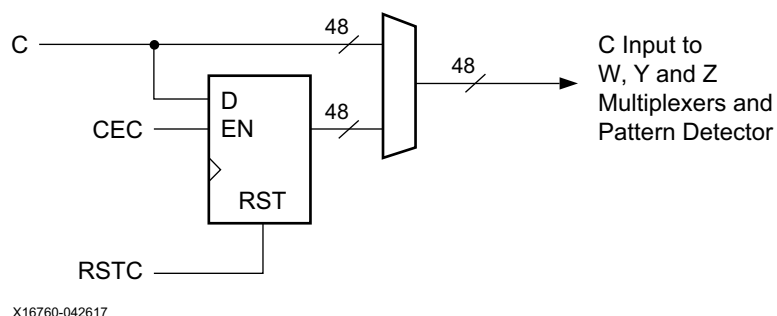 C
48
48
48
D
EN
RST
CEC
RSTC
C Input to
W, Y and Z
Multiplexers and
Pattern Detector
X16760-042617